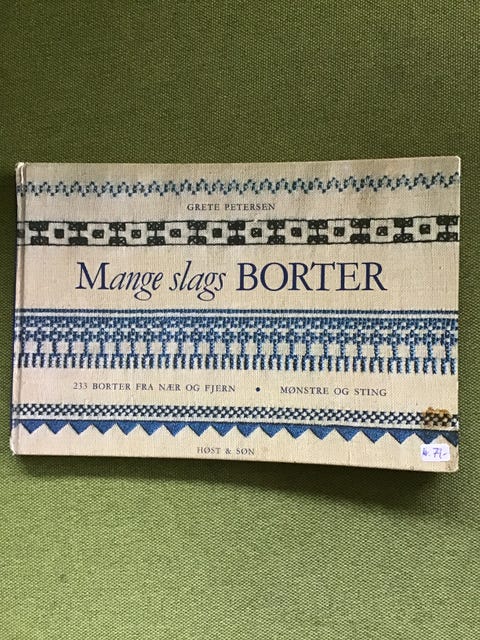 GRETE PETERSEN
Mange slags BORTER
233 BORTER FRA NÆR OG FJERN • MØNSTRE OG STING
HØST & SØN